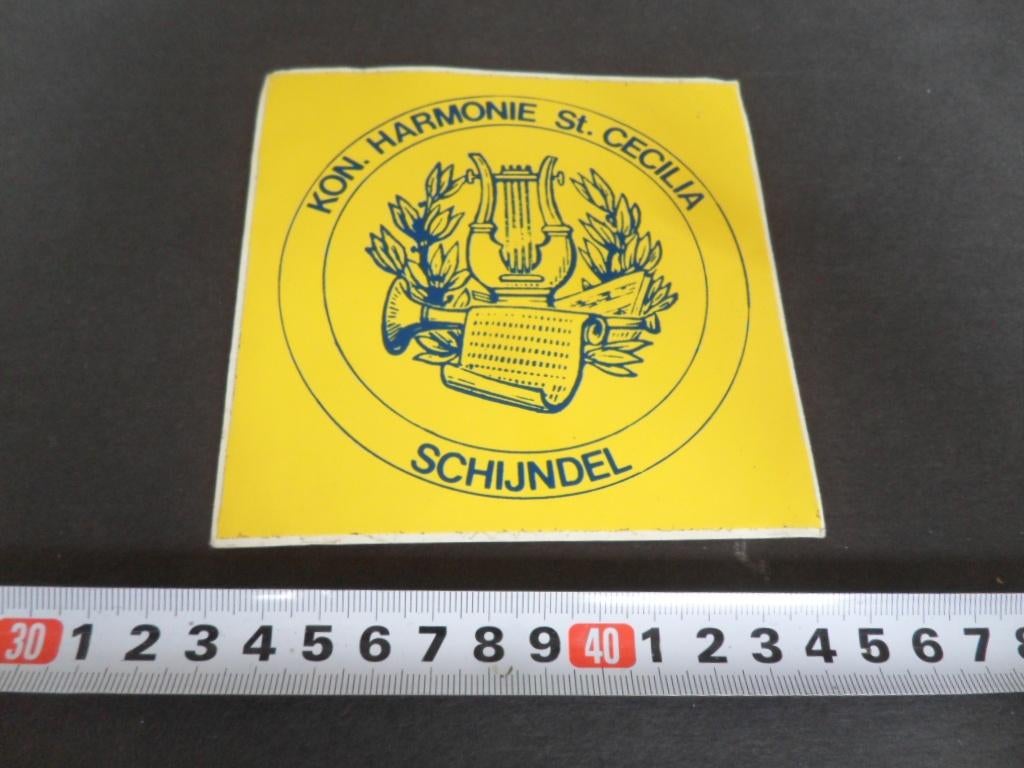 KON. HARMONIE St. CECILIA
SCHIJNDEL
30 1 2 3 4 5 6 7 8 9 40 1 2 3 4 5 6 7 8